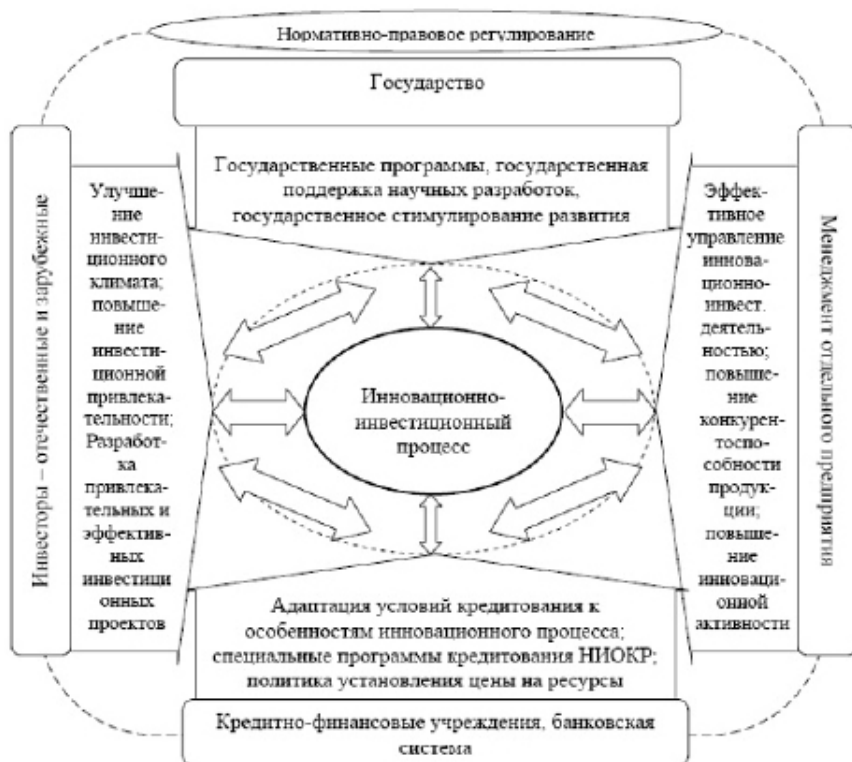 Нормативно-правовое регулирование
Государство
Государственные программы, государственная
поддержка научных разработок,
государственное стимулирование развития
Инвесторы – отечественные и зарубежные
Улучше-
ние
инвести-
ционного
климата;
повыше-
ние
инвести-
ционной
привлека-
тельности;
Разработ-
ка
привлека-
тельных и
эффектив-
ных
инвестици
онных
проектов
Инновационно-
инвестиционный
процесс
Эффек-
тивное
управление
иннова-
ционно-
инвест.
деятель-
ностью;
повыше-
ние
конкурен-
тоспо-
собности
продук-
ции;
повыше-
ние
инноваци-
онной
активности
Менеджмент отдельного предприятия
Адаптация условий кредитования к
особенностям инновационного процесса;
специальные программы кредитования НИОКР;
политика установления цены на ресурсы
Кредитно-финансовые учреждения, банковская
система